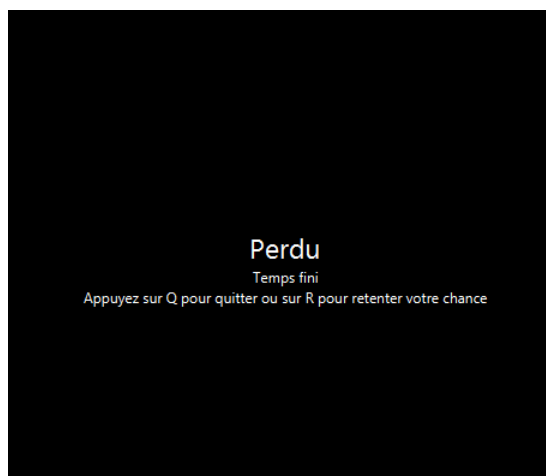 Perdu
Temps fini
Appuyez sur Q pour quitter ou sur R pour retenter votre chance